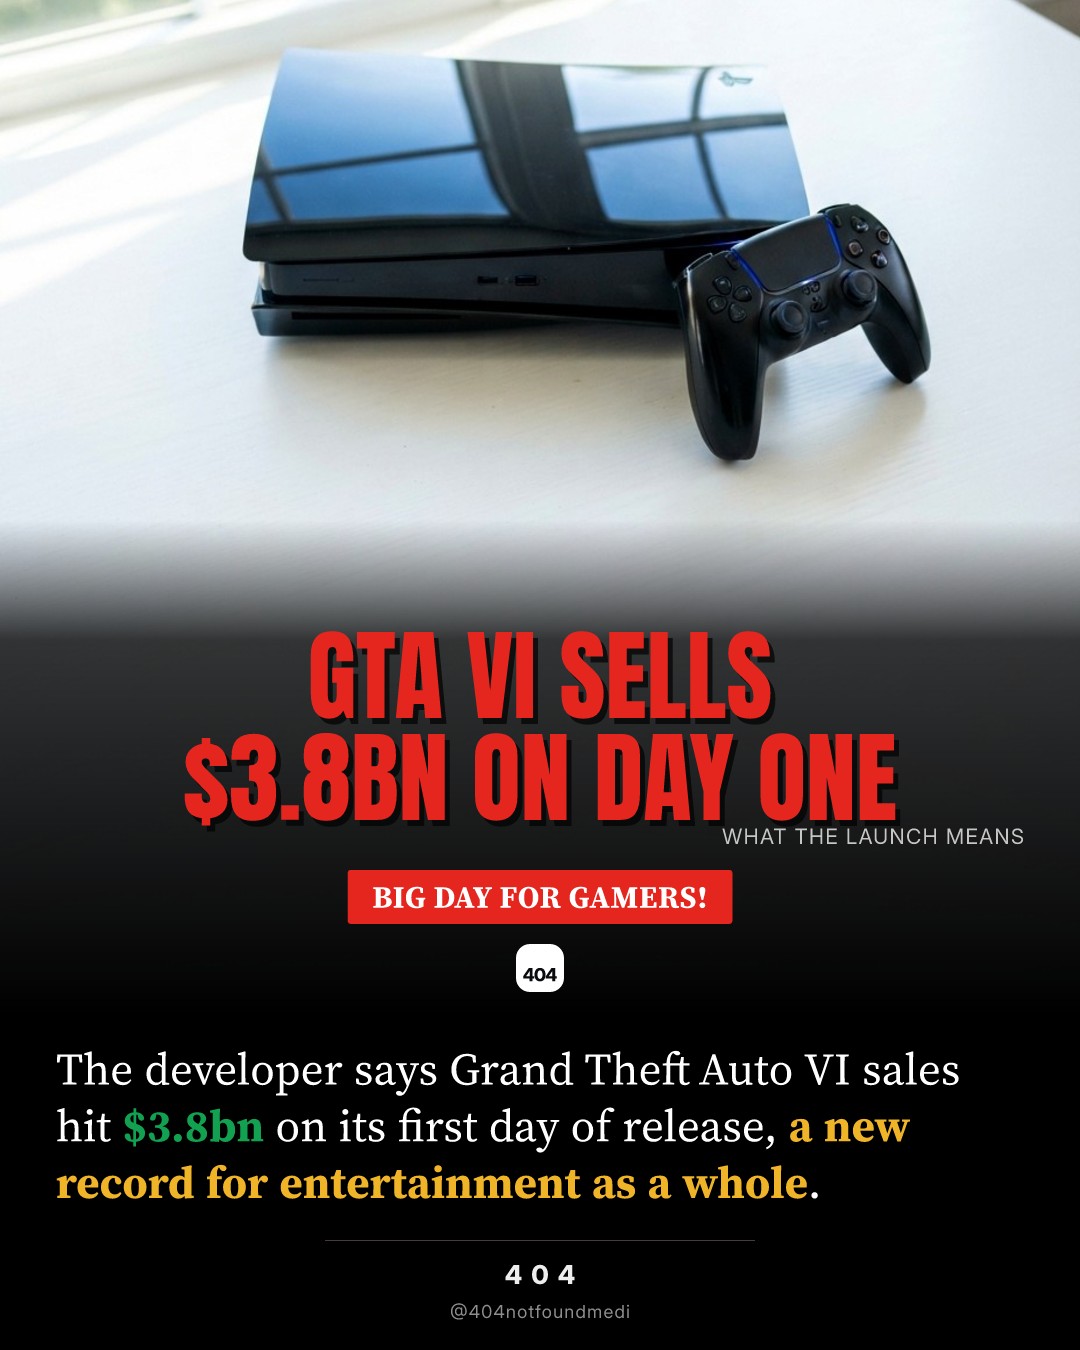 GTA VI SELLS
$3.8BN ON DAY ONE
WHAT THE LAUNCH MEANS
BIG DAY FOR GAMERS!
404
The developer says Grand Theft Auto VI sales
hit $3.8bn on its first day of release, a new
record for entertainment as a whole.
404
@404notfoundmedi